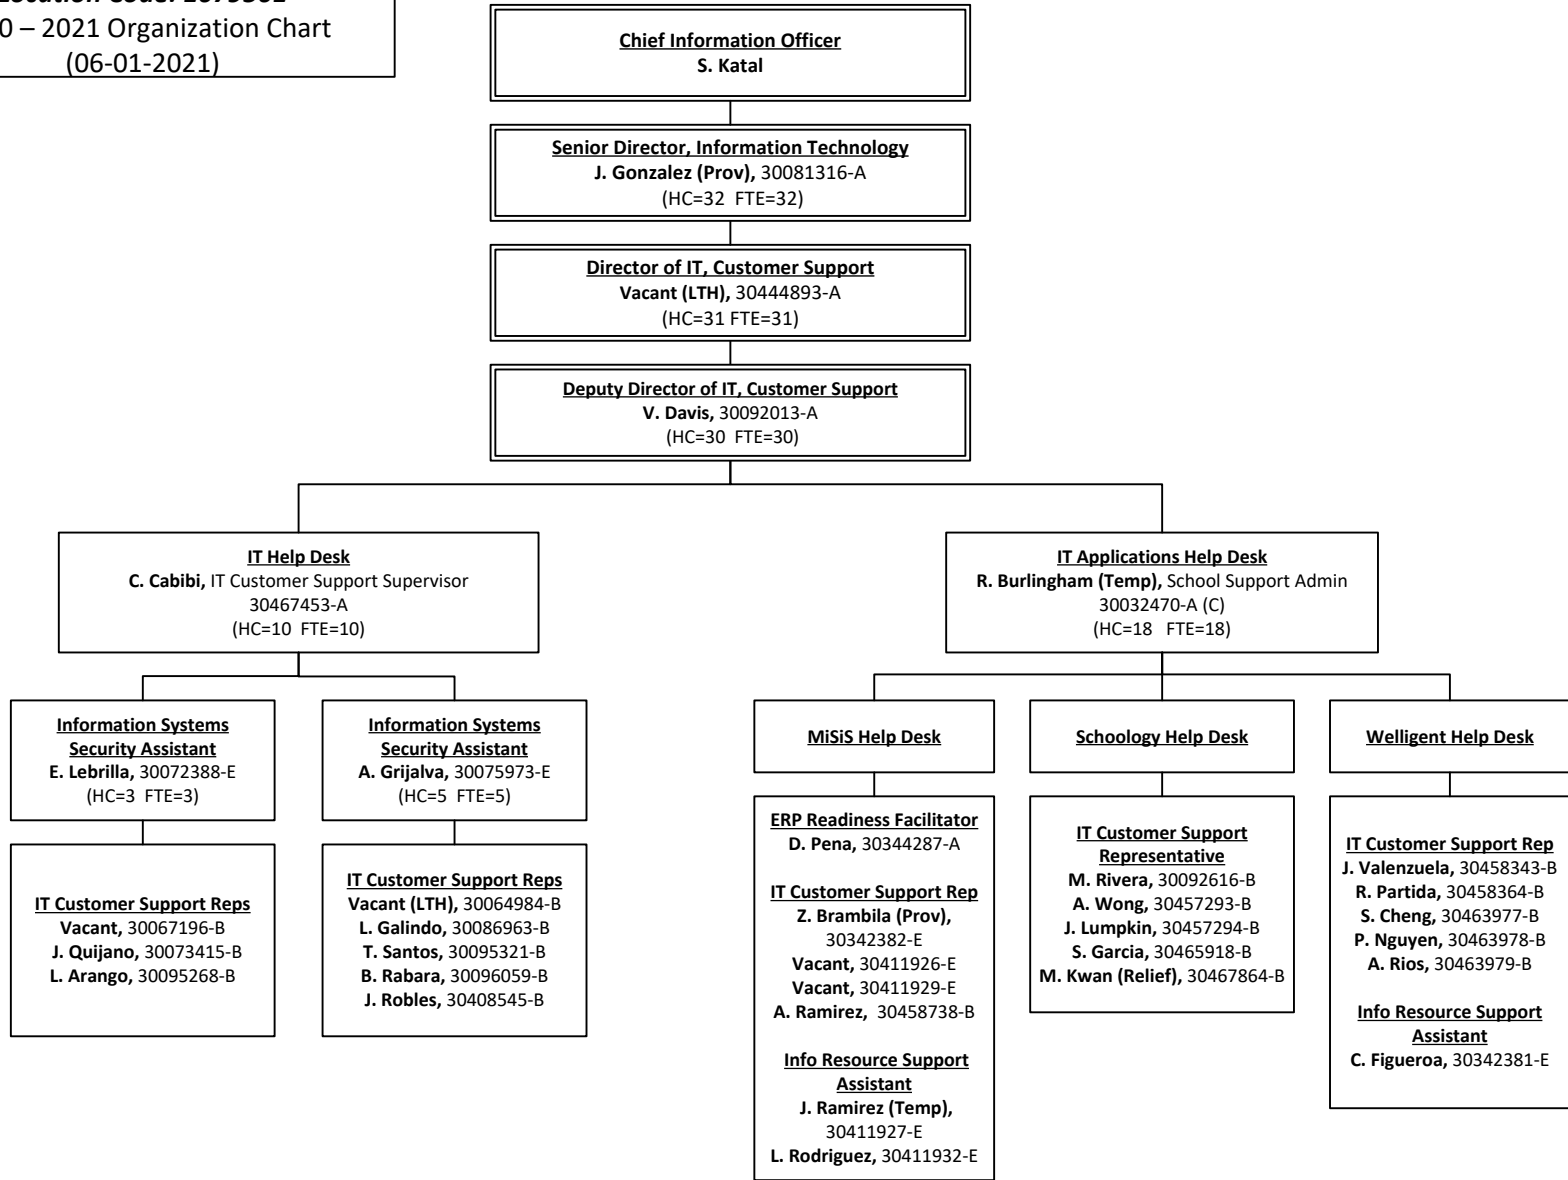 0 – 2021 Organization Chart
(06-01-2021)
Chief Information Officer
S. Katal
Senior Director, Information Technology
J. Gonzalez (Prov), 30081316-A
(HC=32 FTE=32)
Director of IT, Customer Support
Vacant (LTH), 30444893-A
(HC=31 FTE=31)
Deputy Director of IT, Customer Support
V. Davis, 30092013-A
(HC=30 FTE=30)
IT Help Desk
C. Cabibi, IT Customer Support Supervisor
30467453-A
(HC=10 FTE=10)
IT Applications Help Desk
R. Burlingham (Temp), School Support Admin
30032470-A (C)
(HC=18 FTE=18)
Information Systems
Security Assistant
E. Lebrilla, 30072388-E
(HC=3 FTE=3)
Information Systems
Security Assistant
A. Grijalva, 30075973-E
(HC=5 FTE=5)
MiSiS Help Desk
Schoology Help Desk
Welligent Help Desk
IT Customer Support Reps
Vacant, 30067196-B
J. Quijano, 30073415-B
L. Arango, 30095268-B
IT Customer Support Reps
Vacant (LTH), 30064984-B
L. Galindo, 30086963-B
T. Santos, 30095321-B
B. Rabara, 30096059-B
J. Robles, 30408545-B
ERP Readiness Facilitator
D. Pena, 30344287-A
IT Customer Support Rep
Z. Brambila (Prov),
30342382-E
Vacant, 30411926-E
Vacant, 30411929-E
A. Ramirez, 30458738-B
Info Resource Support
Assistant
J. Ramirez (Temp),
30411927-E
L. Rodriguez, 30411932-E
IT Customer Support
Representative
M. Rivera, 30092616-B
A. Wong, 30457293-B
J. Lumpkin, 30457294-B
S. Garcia, 30465918-B
M. Kwan (Relief), 30467864-B
IT Customer Support Rep
J. Valenzuela, 30458343-B
R. Partida, 30458364-B
S. Cheng, 30463977-B
P. Nguyen, 30463978-B
A. Rios, 30463979-B
Info Resource Support
Assistant
C. Figueroa, 30342381-E